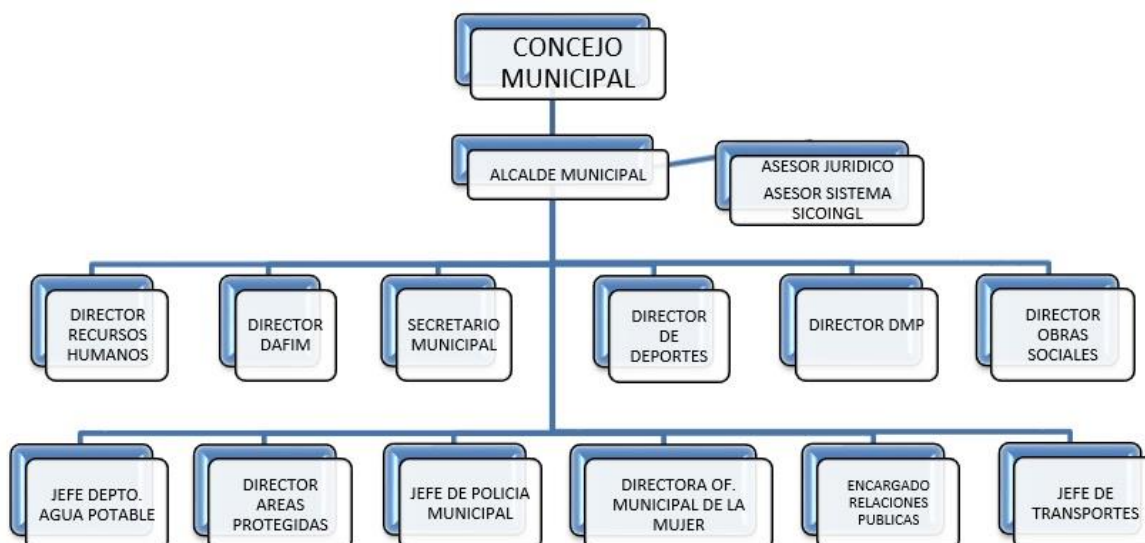 CONCEJO
MUNICIPAL
ALCALDE MUNICIPAL
ASESOR JURIDICO
ASESOR SISTEMA
SICOINGL
DIRECTOR
RECURSOS
HUMANOS
DIRECTOR
DAFIM
SECRETARIO
MUNICIPAL
DIRECTOR
DE
DEPORTES
DIRECTOR DMP
DIRECTOR
OBRAS
SOCIALES
JEFE DEPTO.
AGUA POTABLE
DIRECTOR
AREAS
PROTEGIDAS
JEFE DE POLICIA
MUNICIPAL
DIRECTORA OF.
MUNICIPAL DE LA
MUJER
ENCARGADO
RELACIONES
PUBLICAS
JEFE DE
TRANSPORTES